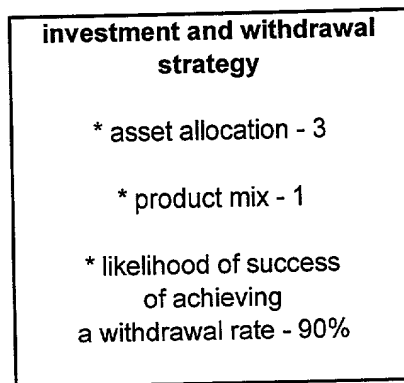 investment and withdrawal
strategy
* asset allocation - 3
* product mix - 1
* likelihood of success
of achieving
a withdrawal rate - 90%